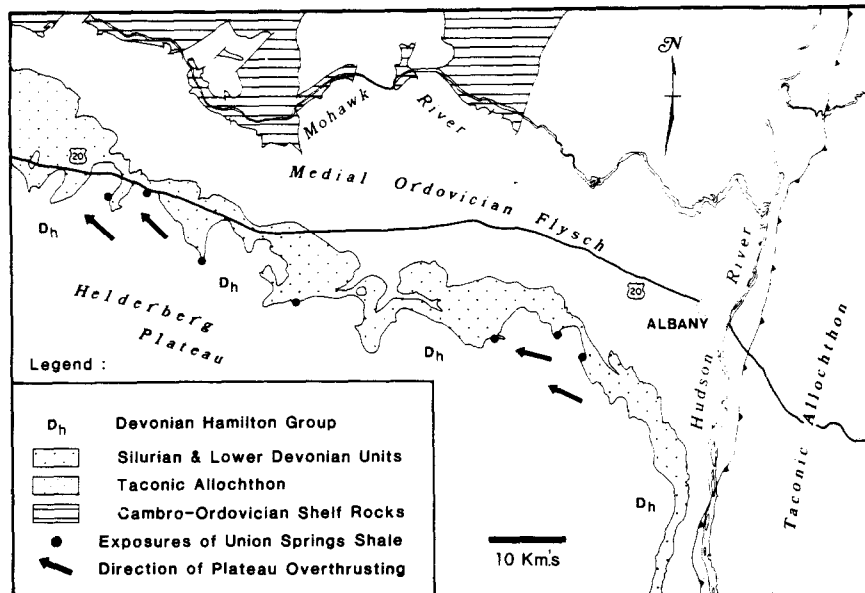 N
Mohawk River
20
Medial Ordovician Flysch
Dh
Dh
20
Helderberg
Plateau
ALBANY
Hudson River
Taconic Allochthon
Dh
Dh
Legend :
Dh Devonian Hamilton Group
Silurian & Lower Devonian Units
Taconic Allochthon
Cambro-Ordovician Shelf Rocks
Exposures of Union Springs Shale
Direction of Plateau Overthrusting
10 Km's